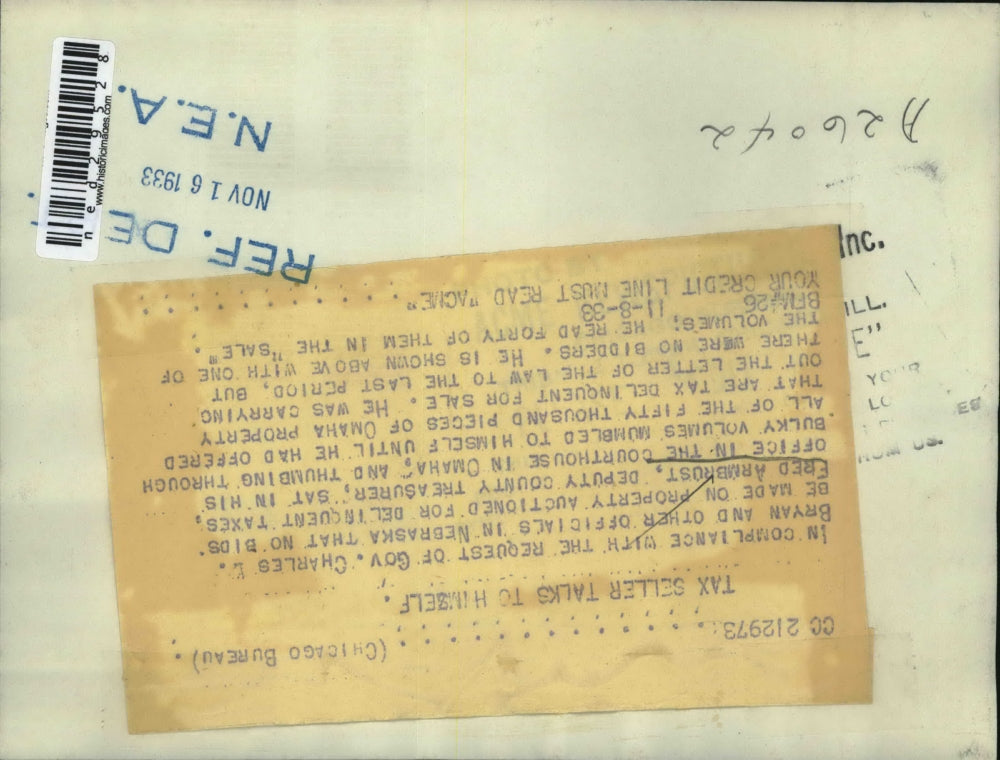 CC 212973. . . . . . . . . . . (CHICAGO BUREAU) .
TAX SELLER TALKS TO HIMSELF.
IN COMPLIANCE WITH THE REQUEST OF GOV. CHARLES E.
BRYAN AND OTHER OFFICIALS IN NEBRASKA THAT NO BIDS.
BE MADE ON PROPERTY AUCTIONED FOR DELINQUENT TAXES,
FRED ARMBRUST, DEPUTY COUNTY TREASURER, SAT IN HIS
OFFICE IN THE COURTHOUSE IN OMAHA, AND THUMBING THROUGH
BULKY VOLUMES MUMBLED TO HIMSELF UNTIL HE HAD OFFERED
ALL OF THE FIFTY THOUSAND PIECES OF OMAHA PROPERTY
THAT ARE TAX DELINQUENT FOR SALE. HE WAS CARRYING
OUT THE LETTER OF THE LAW TO THE LAST PERIOD, BUT,
THERE WERE NO BIDDERS. HE IS SHOWN ABOVE WITH ONE OF
THE VOLUMES; HE READ FORTY OF THEM IN THE "SALE".
BFM#26 11-8-33
YOUR CREDIT LINE MUST READ "ACME" . . . . . . . . .
REF. DE
NOV 16 1933
N.E.A.
A26042
ned29528
www.historicimages.com
Inc.
ILL.
E"
YOUR
ES
US.